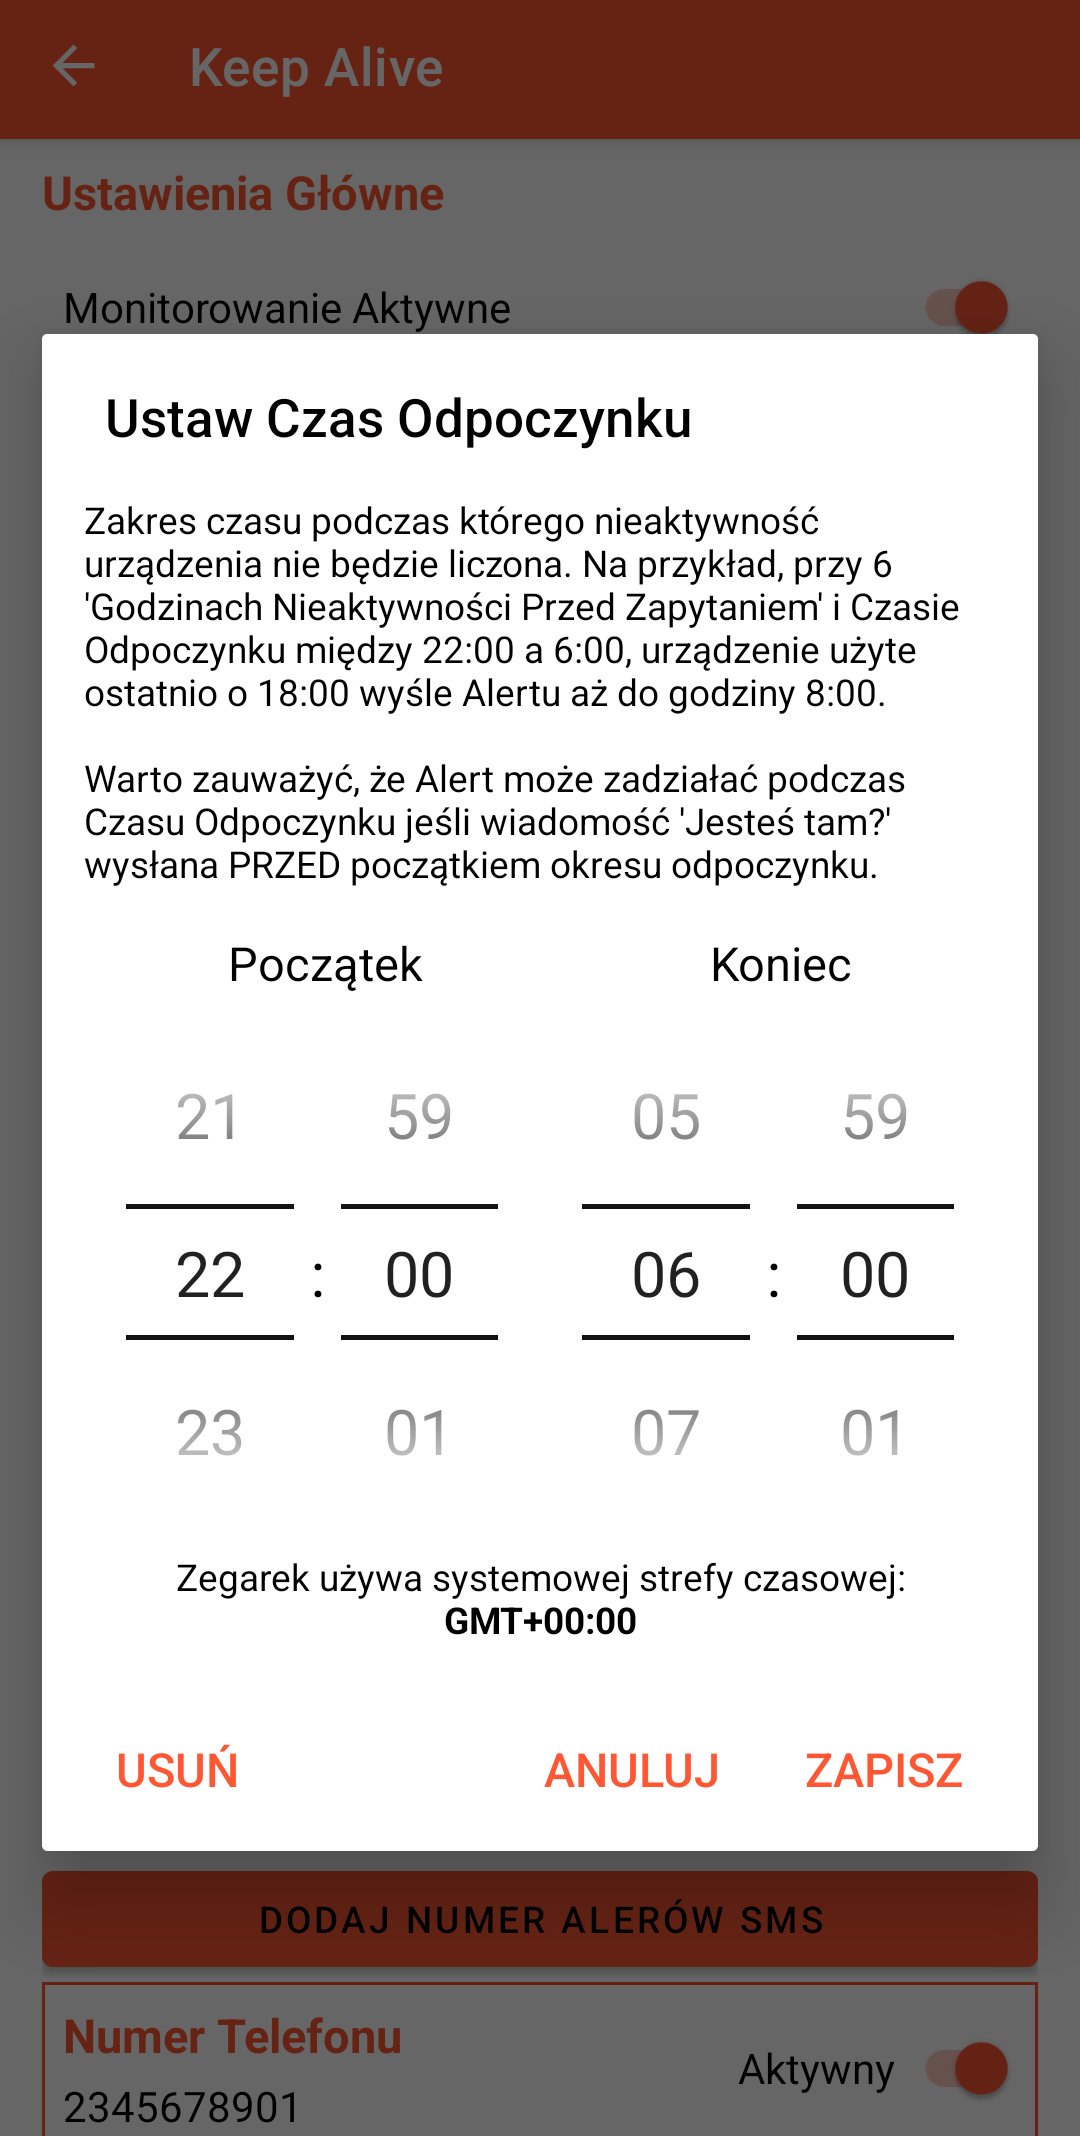 Keep Alive
Ustawienia Główne
Monitorowanie Aktywne
Ustaw Czas Odpoczynku
Zakres czasu podczas którego nieaktywność
urządzenia nie będzie liczona. Na przykład, przy 6
'Godzinach Nieaktywności Przed Zapytaniem' i Czasie
Odpoczynku między 22:00 a 6:00, urządzenie użyte
ostatnio o 18:00 wyśle Alertu aż do godziny 8:00.
Warto zauważyć, że Alert może zadziałać podczas
Czasu Odpoczynku jeśli wiadomość 'Jesteś tam?'
wysłana PRZED początkiem okresu odpoczynku.
Początek Koniec
21 59 05 59
22 : 00 06 : 00
23 01 07 01
Zegarek używa systemowej strefy czasowej:
GMT+00:00
USUŃ ANULUJ ZAPISZ
DODAJ NUMER ALERÓW SMS
Numer Telefonu
Aktywny
2345678901